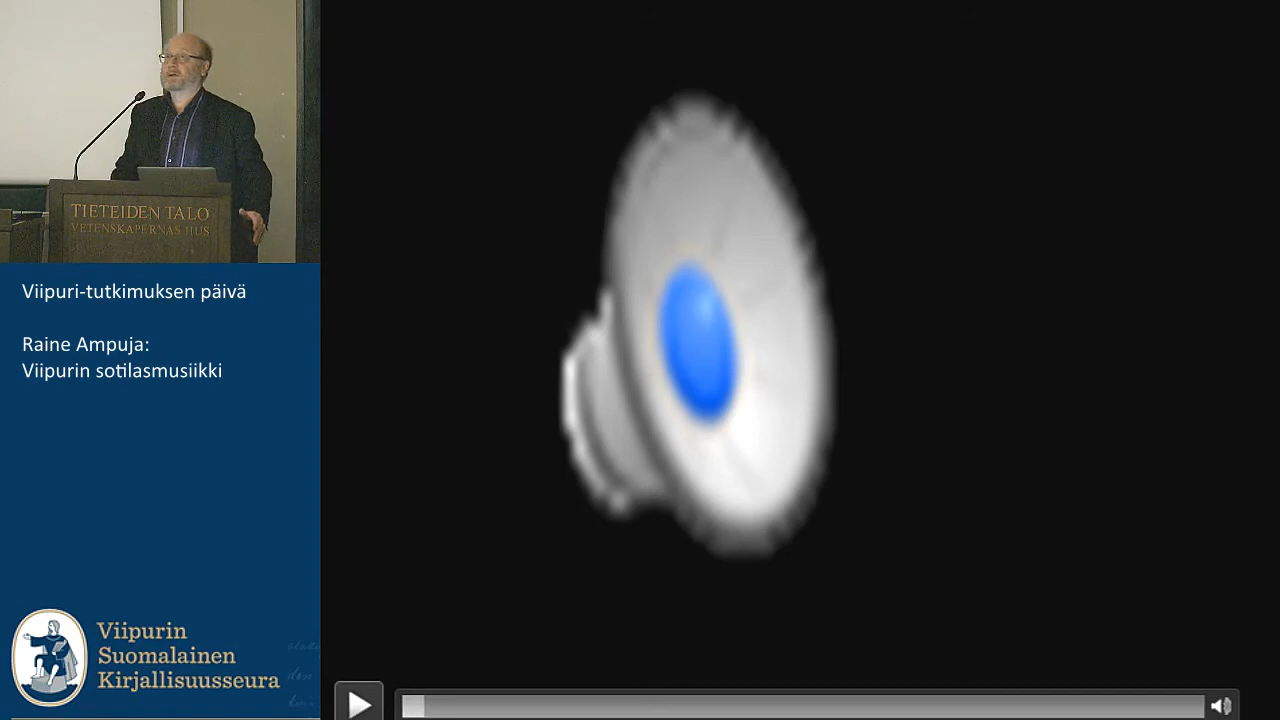 TIETEIDEN TALO
VETENSKAPERNAS HUS
Viipuri-tutkimuksen päivä
Raine Ampuja:
Viipurin sotilasmusiikki
Viipurin
Suomalainen
Kirjallisuusseura